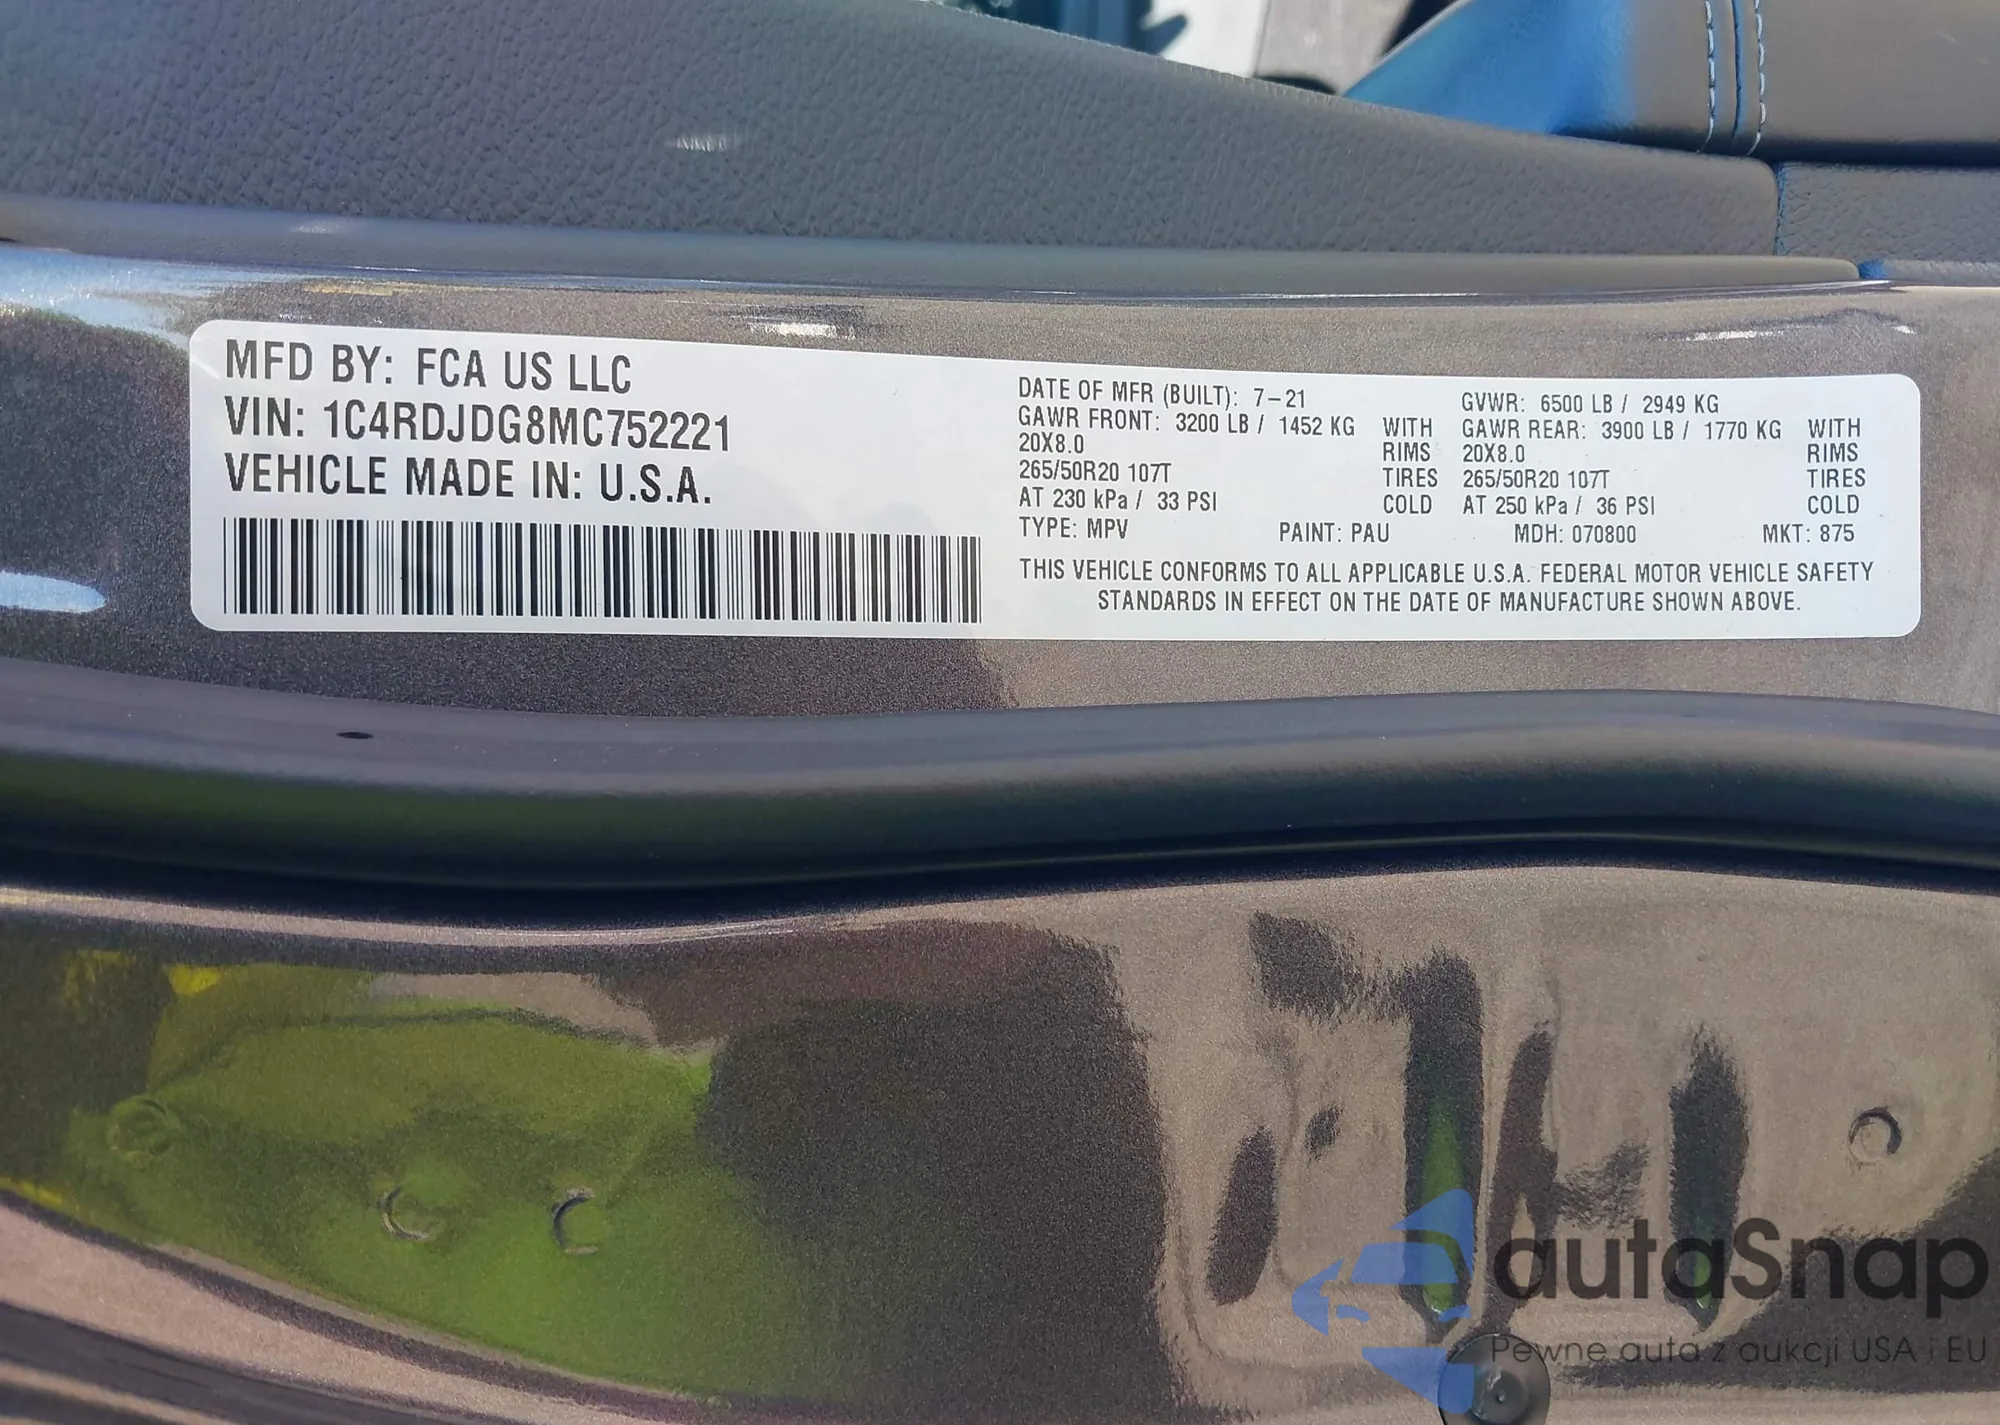 MFD BY: FCA US LLC
VIN: 1C4RDJDG8MC752221
VEHICLE MADE IN: U.S.A.
DATE OF MFR (BUILT): 7-21
GVWR: 6500 LB / 2949 KG
GAWR FRONT: 3200 LB / 1452 KG WITH
20X8.0 RIMS
265/50R20 107T TIRES
AT 230 kPa / 33 PSI COLD
GAWR REAR: 3900 LB / 1770 KG WITH
20X8.0 RIMS
265/50R20 107T TIRES
AT 250 kPa / 36 PSI COLD
TYPE: MPV PAINT: PAU MDH: 070800 MKT: 875
THIS VEHICLE CONFORMS TO ALL APPLICABLE U.S.A. FEDERAL MOTOR VEHICLE SAFETY
STANDARDS IN EFFECT ON THE DATE OF MANUFACTURE SHOWN ABOVE.
autaSnap
Pewne auta z aukcji USA i EU